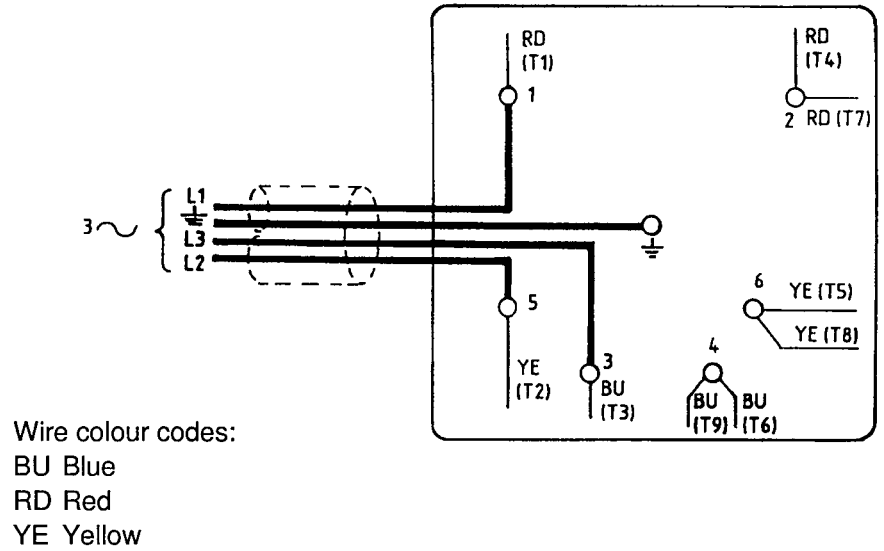 RD
(T1)
1
RD
(T4)
2 RD (T7)
L1
3
L3
L2
5
YE
(T2)
3
BU
(T3)
6
YE (T5)
YE (T8)
4
BU
(T9)
BU
(T6)
Wire colour codes:
BU Blue
RD Red
YE Yellow